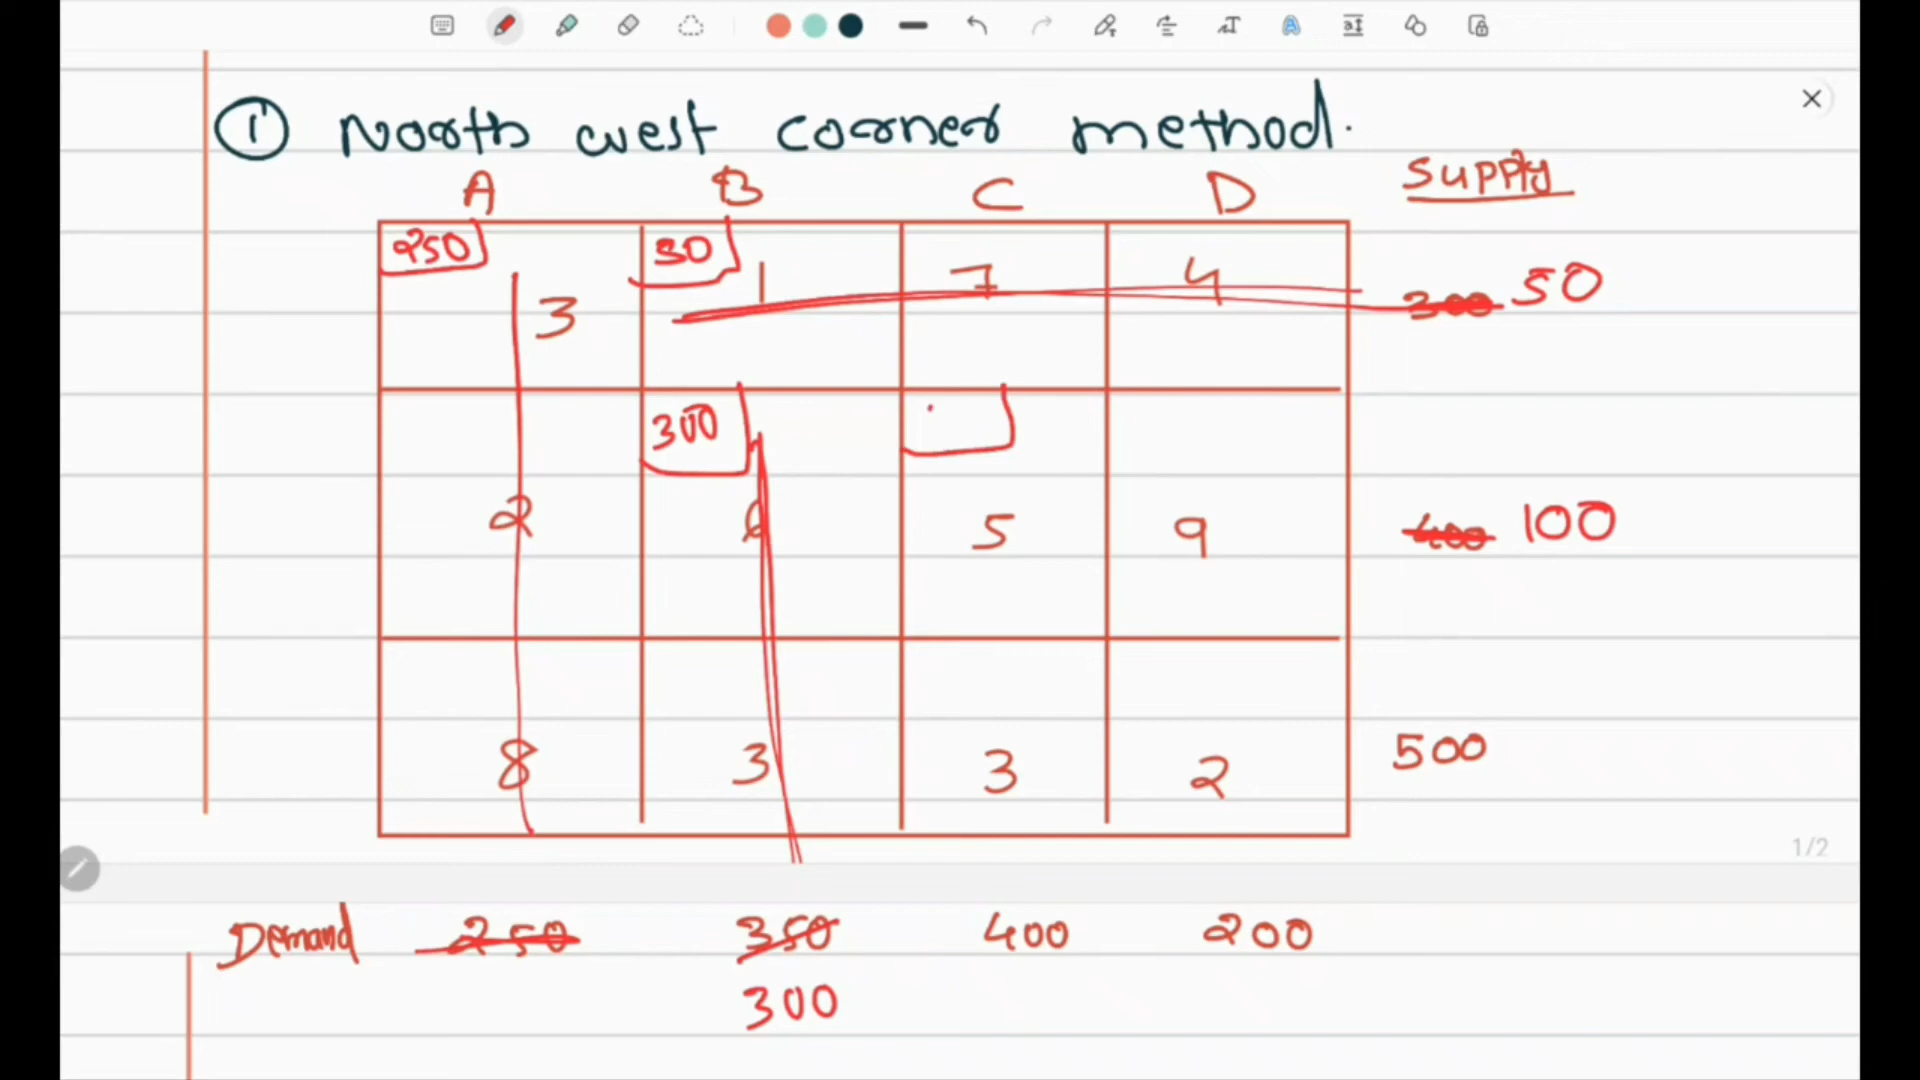 ① North west corner method.
A B C D Supply
250 50
3 1 7 4 300 50
300
2 6 5 9 400 100
8 3 3 2 500
1/2
Demand 250 350 400 200
300